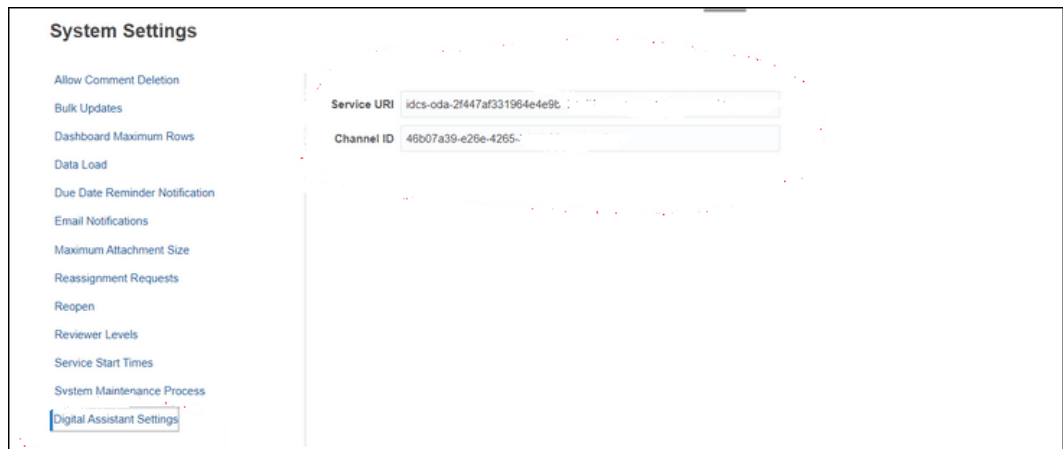 System Settings
Allow Comment Deletion
Bulk Updates
Dashboard Maximum Rows
Data Load
Due Date Reminder Notification
Email Notifications
Maximum Attachment Size
Reassignment Requests
Reopen
Reviewer Levels
Service Start Times
System Maintenance Process
Digital Assistant Settings
Service URI idcs-oda-2f447af331964e4e9b
Channel ID 46b07a39-e26e-4265-